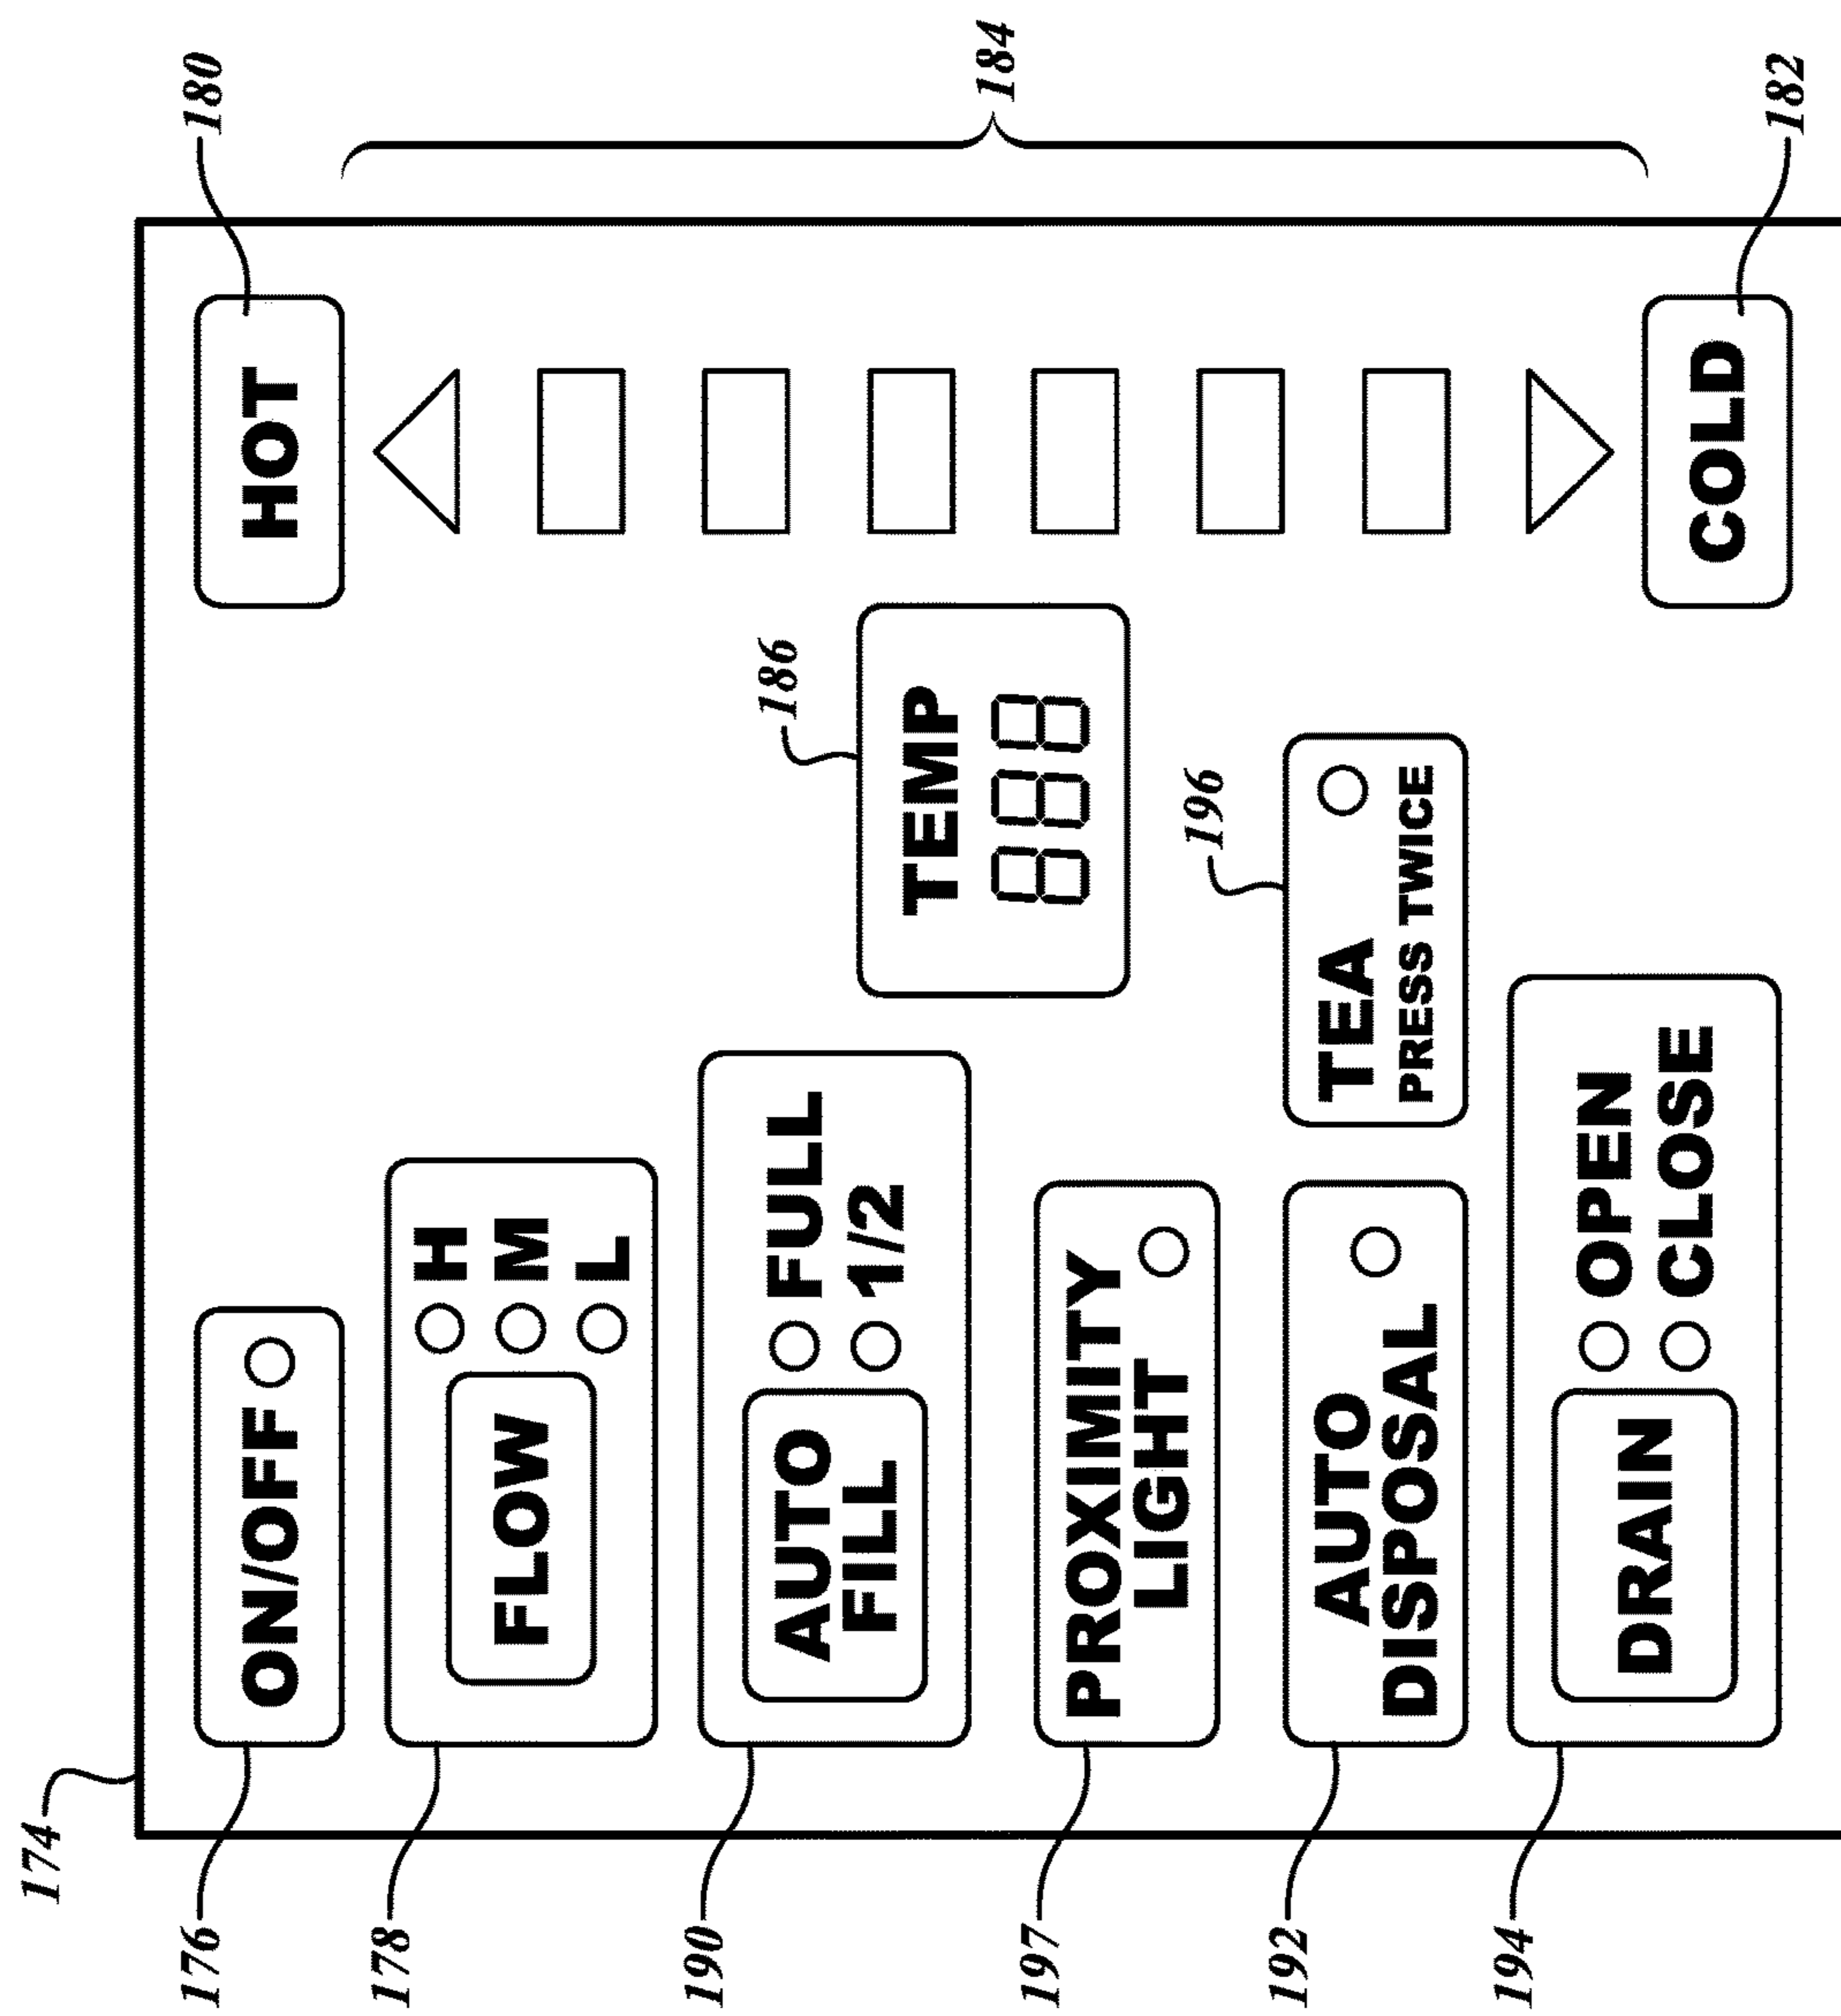 174
176
ON/OFF
HOT
180
178
FLOW
H
M
L
190
AUTO
FILL
FULL
1/2
186
TEMP
888
184
197
PROXIMITY
LIGHT
192
AUTO
DISPOSAL
196
TEA
PRESS TWICE
194
DRAIN
OPEN
CLOSE
COLD
182